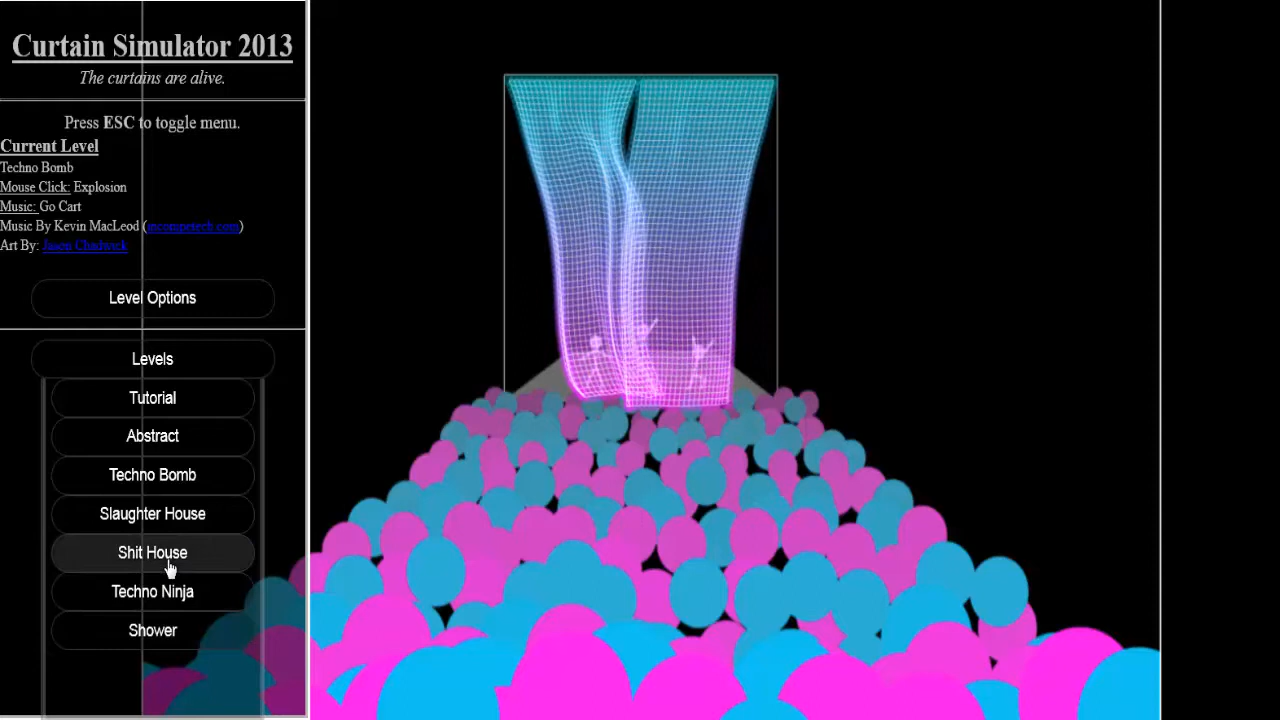 Curtain Simulator 2013
The curtains are alive.
Press ESC to toggle menu.
Current Level
Techno Bomb
Mouse Click: Explosion
Music: Go Cart
Music By Kevin MacLeod (incompetech.com)
Art By: Jason Chadwick
Level Options
Levels
Tutorial
Abstract
Techno Bomb
Slaughter House
Shit House
Techno Ninja
Shower